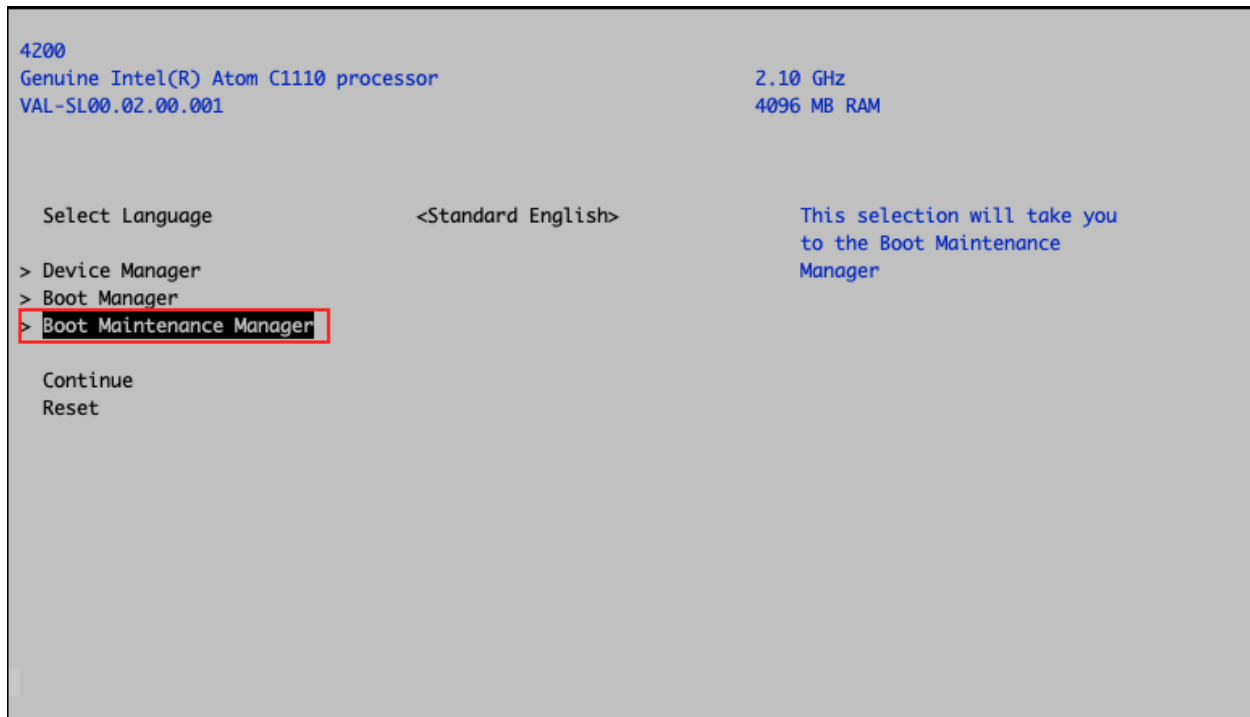 4200
Genuine Intel(R) Atom C1110 processor 2.10 GHz
VAL-SL00.02.00.001 4096 MB RAM
Select Language <Standard English> This selection will take you
to the Boot Maintenance
> Device Manager Manager
> Boot Manager
> Boot Maintenance Manager
Continue
Reset